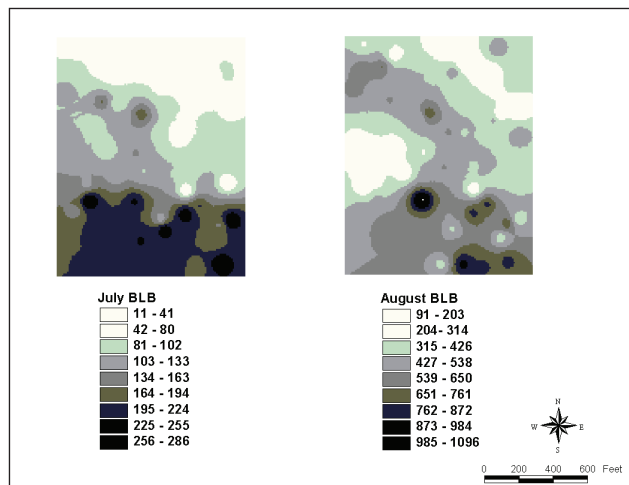 July BLB
11 - 41
42 - 80
81 - 102
103 - 133
134 - 163
164 - 194
195 - 224
225 - 255
256 - 286
August BLB
91 - 203
204 - 314
315 - 426
427 - 538
539 - 650
651 - 761
762 - 872
873 - 984
985 - 1096
N
W E
S
0 200 400 600 Feet